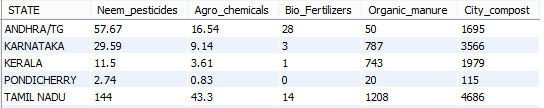 STATE Neem_pesticides Agro_chemicals Bio_Fertilizers Organic_manure City_compost
ANDHRA/TG 57.67 16.54 28 50 1695
KARNATAKA 29.59 9.14 3 787 3566
KERALA 11.5 3.61 1 743 1979
PONDICHERRY 2.74 0.83 0 20 115
TAMIL NADU 144 43.3 14 1208 4686